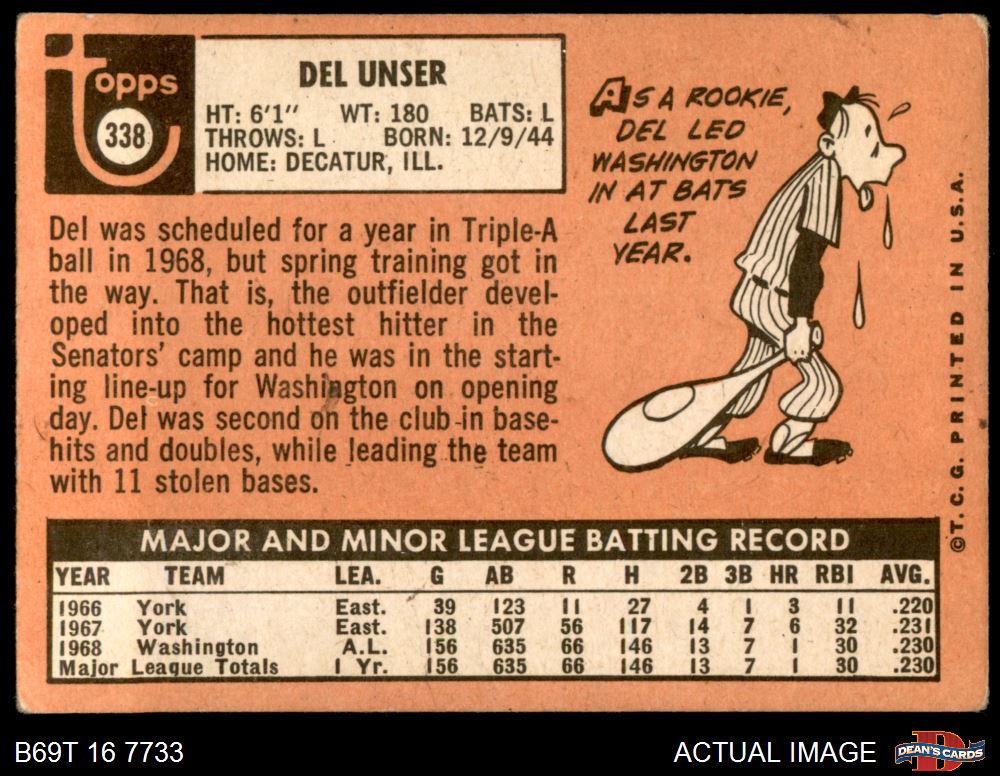 topps
338
DEL UNSER
HT: 6'1" WT: 180 BATS: L
THROWS: L BORN: 12/9/44
HOME: DECATUR, ILL.
Del was scheduled for a year in Triple-A
ball in 1968, but spring training got in
the way. That is, the outfielder devel-
oped into the hottest hitter in the
Senators' camp and he was in the start-
ing line-up for Washington on opening
day. Del was second on the club in base-
hits and doubles, while leading the team
with 11 stolen bases.
AS A ROOKIE,
DEL LED
WASHINGTON
IN AT BATS
LAST
YEAR.
©T.C.G. PRINTED IN U.S.A.
MAJOR AND MINOR LEAGUE BATTING RECORD
YEAR TEAM LEA. G AB R H 2B 3B HR RBI AVG.
1966 York East. 39 123 11 27 4 1 3 11 .220
1967 York East. 138 507 56 117 14 7 6 32 .231
1968 Washington A.L. 156 635 66 146 13 7 1 30 .230
Major League Totals 1 Yr. 156 635 66 146 13 7 1 30 .230
B69T 16 7733
ACTUAL IMAGE
DEAN'S CARDS